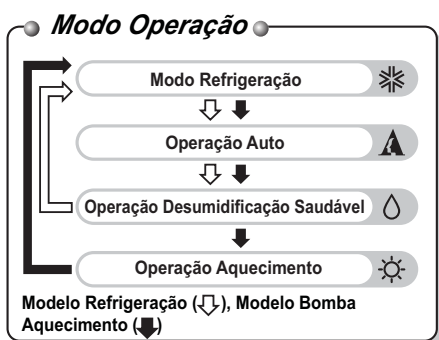 Modo Operação
Modo Refrigeração
Operação Auto
Operação Desumidificação Saudável
Operação Aquecimento
Modelo Refrigeração ( ), Modelo Bomba
Aquecimento ( )